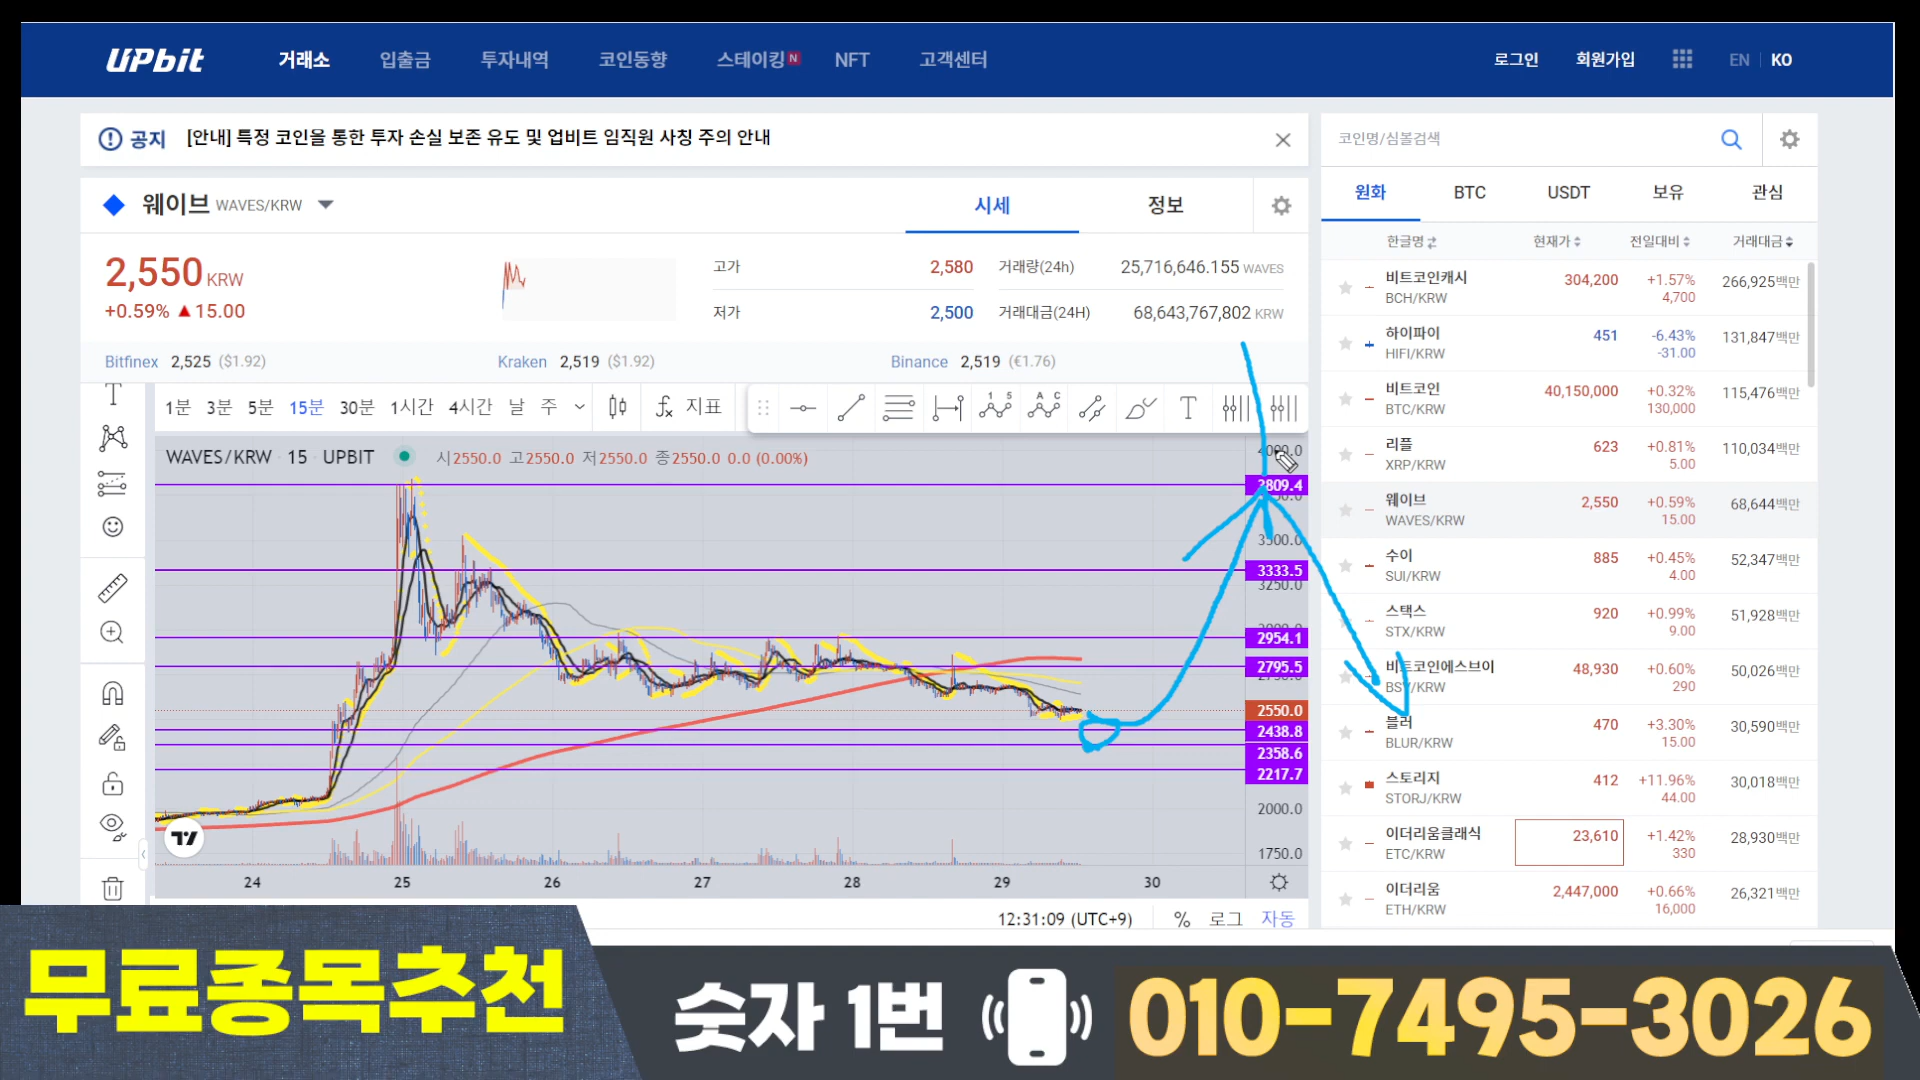 UPbit 거래소 입출금 투자내역 코인동향 스테이킹 N NFT 고객센터 로그인 회원가입 EN KO
공지 [안내] 특정 코인을 통한 투자 손실 보존 유도 및 업비트 임직원 사칭 주의 안내
웨이브 WAVES/KRW 시세 정보
2,550 KRW
+0.59% ▲15.00
고가 2,580 거래량(24h) 25,716,646.155 WAVES
저가 2,500 거래대금(24H) 68,643,767,802 KRW
Bitfinex 2,525 ($1.92) Kraken 2,519 ($1.92) Binance 2,519 (€1.76)
1분 3분 5분 15분 30분 1시간 4시간 날 주 지표
WAVES/KRW 15 UPBIT 시2550.0 고2550.0 저2550.0 종2550.0 0.0 (0.00%)
3500.0
3333.5
3250.0
2954.1
2795.5
2550.0
2438.8
2358.6
2217.7
2000.0
1750.0
24 25 26 27 28 29 30
12:31:09 (UTC+9) % 로그 자동
코인명/심볼검색
원화 BTC USDT 보유 관심
한글명 현재가 전일대비 거래대금
비트코인캐시 304,200 +1.57% 266,925백만
BCH/KRW 4,700
하이파이 451 -6.43% 131,847백만
HIFI/KRW -31.00
비트코인 40,150,000 +0.32% 115,476백만
BTC/KRW 130,000
리플 623 +0.81% 110,034백만
XRP/KRW 5.00
웨이브 2,550 +0.59% 68,644백만
WAVES/KRW 15.00
수이 885 +0.45% 52,347백만
SUI/KRW 4.00
스택스 920 +0.99% 51,928백만
STX/KRW 9.00
비트코인에스브이 48,930 +0.60% 50,026백만
BSV/KRW 290
블러 470 +3.30% 30,590백만
BLUR/KRW 15.00
스토리지 412 +11.96% 30,018백만
STORJ/KRW 44.00
이더리움클래식 23,610 +1.42% 28,930백만
ETC/KRW 330
이더리움 2,447,000 +0.66% 26,321백만
ETH/KRW 16,000
무료종목추천
숫자 1번 010-7495-3026